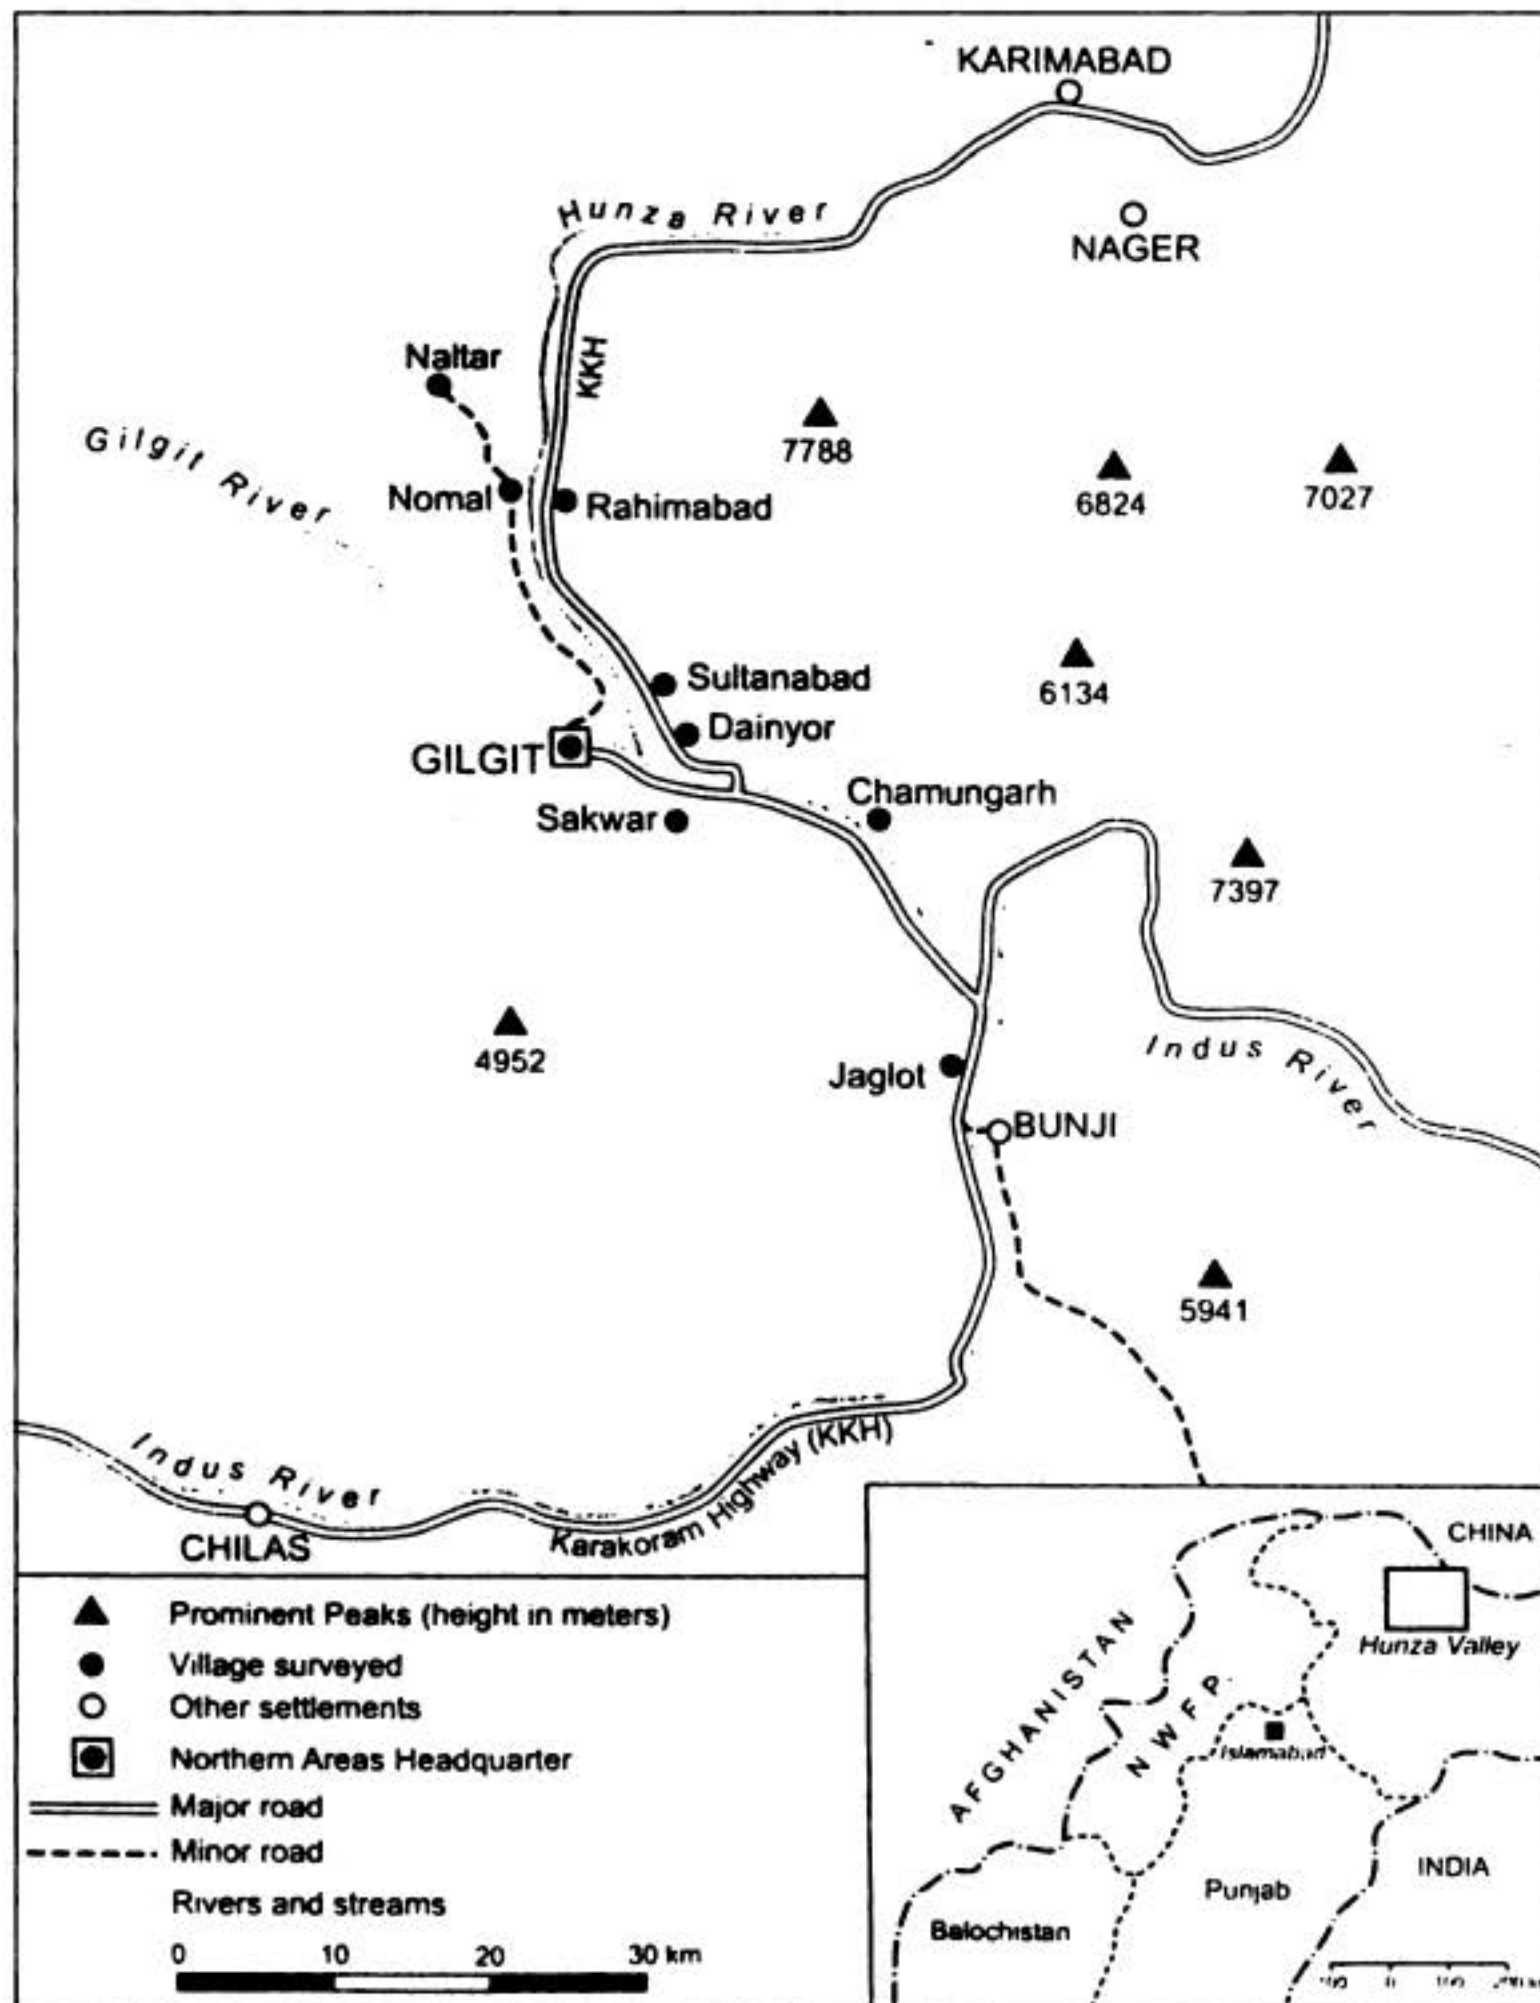 KARIMABAD
Hunza River
NAGER
KKH
Naltar
Gilgit River
7788
6824
7027
Nomal
Rahimabad
Sultanabad
6134
Dainyor
GILGIT
Chamungarh
Sakwar
7397
4952
Indus River
Jaglot
BUNJI
5941
Indus River
Karakoram Highway (KKH)
CHILAS
Prominent Peaks (height in meters)
Village surveyed
Other settlements
Northern Areas Headquarter
Major road
Minor road
Rivers and streams
0 10 20 30 km
CHINA
Hunza Valley
AFGHANISTAN
NWFP
Islamabad
INDIA
Punjab
Balochistan
0 100